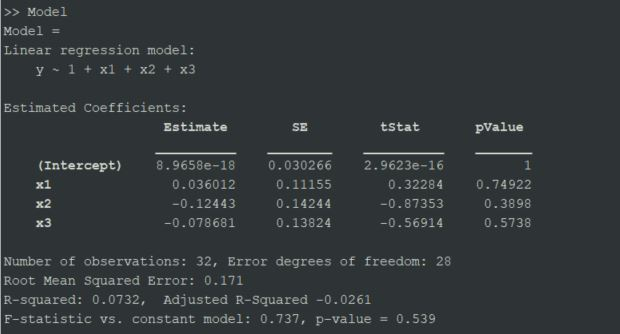 >> Model
Model =
Linear regression model:
y ~ 1 + x1 + x2 + x3
Estimated Coefficients:
Estimate SE tStat pValue
(Intercept) 8.9658e-18 0.030266 2.9623e-16 1
x1 0.036012 0.11155 0.32284 0.74922
x2 -0.12443 0.14244 -0.87353 0.3898
x3 -0.078681 0.13824 -0.56914 0.5738
Number of observations: 32, Error degrees of freedom: 28
Root Mean Squared Error: 0.171
R-squared: 0.0732, Adjusted R-Squared -0.0261
F-statistic vs. constant model: 0.737, p-value = 0.539